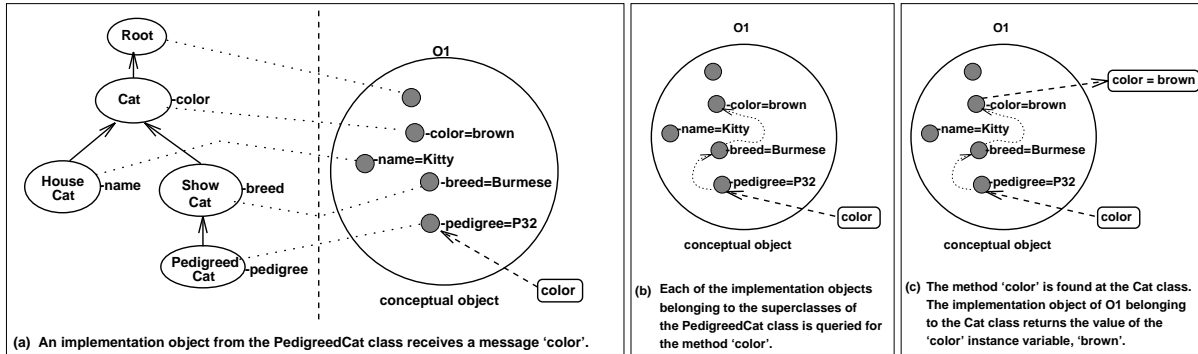 Root
Cat
-color
House
Cat
-name
Show
Cat
-breed
Pedigreed
Cat
-pedigree
O1
-color=brown
-name=Kitty
-breed=Burmese
-pedigree=P32
color
conceptual object
(a) An implementation object from the PedigreedCat class receives a message ‘color’.
O1
-color=brown
-name=Kitty
-breed=Burmese
-pedigree=P32
color
conceptual object
(b) Each of the implementation objects
belonging to the superclasses of
the PedigreedCat class is queried for
the method ‘color’.
O1
color = brown
-color=brown
-name=Kitty
-breed=Burmese
-pedigree=P32
color
conceptual object
(c) The method ‘color’ is found at the Cat class.
The implementation object of O1 belonging
to the Cat class returns the value of the
‘color’ instance variable, ‘brown’.